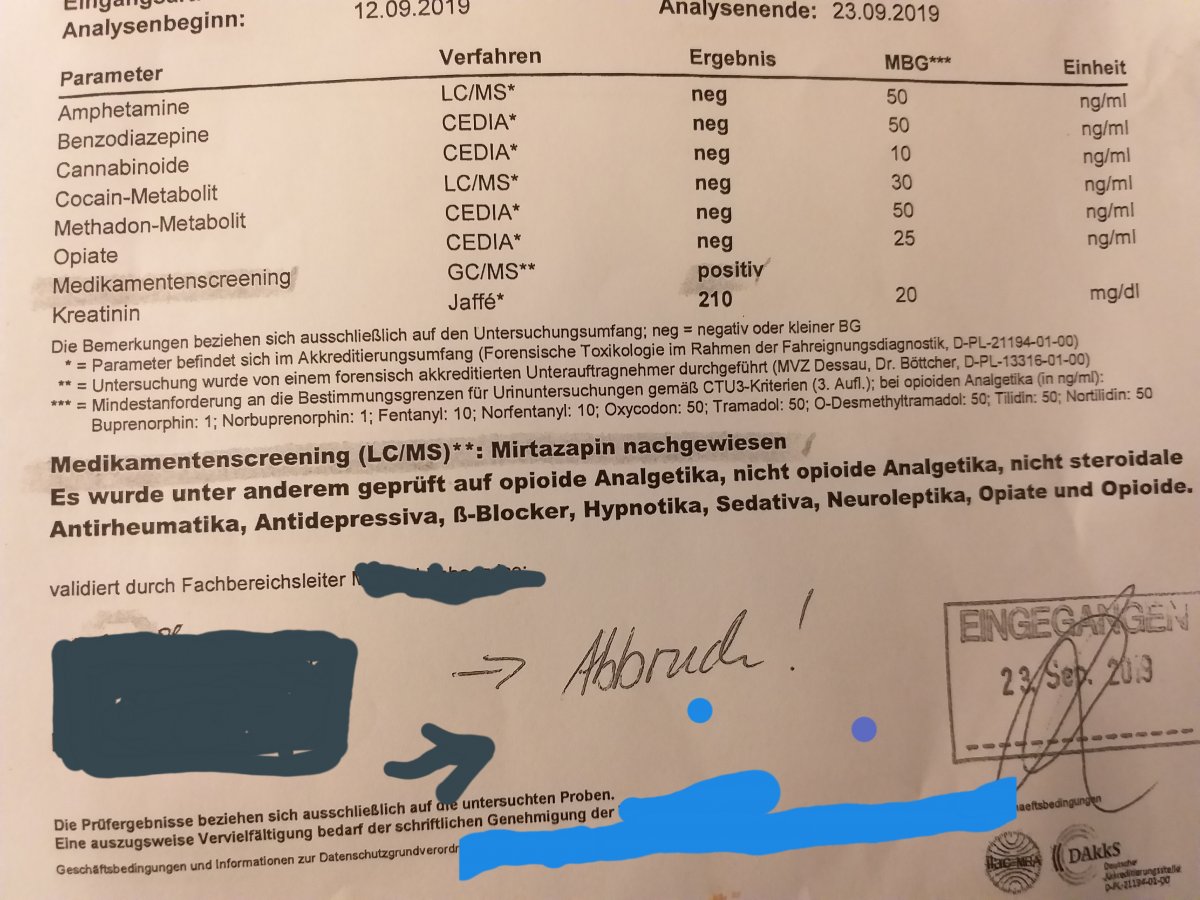 Analysenbeginn: 12.09.2019 Analysenende: 23.09.2019
Parameter Verfahren Ergebnis MBG*** Einheit
Amphetamine LC/MS* neg 50 ng/ml
Benzodiazepine CEDIA* neg 50 ng/ml
Cannabinoide CEDIA* neg 10 ng/ml
Cocain-Metabolit LC/MS* neg 30 ng/ml
Methadon-Metabolit CEDIA* neg 50 ng/ml
Opiate CEDIA* neg 25 ng/ml
Medikamentenscreening GC/MS** positiv
Kreatinin Jaffé* 210 20 mg/dl
Die Bemerkungen beziehen sich ausschließlich auf den Untersuchungsumfang; neg = negativ oder kleiner BG
* = Parameter befindet sich im Akkreditierungsumfang (Forensische Toxikologie im Rahmen der Fahreignungsdiagnostik, D-PL-21194-01-00)
** = Untersuchung wurde von einem forensisch akkreditierten Unterauftragnehmer durchgeführt (MVZ Dessau, Dr. Böttcher, D-PL-13316-01-00)
*** = Mindestanforderung an die Bestimmungsgrenzen für Urinuntersuchungen gemäß CTU3-Kriterien (3. Aufl.); bei opioiden Analgetika (in ng/ml):
Buprenorphin: 1; Norbuprenorphin: 1; Fentanyl: 10; Norfentanyl: 10; Oxycodon: 50; Tramadol: 50; O-Desmethyltramadol: 50; Tilidin: 50; Nortilidin: 50
Medikamentenscreening (LC/MS)**: Mirtazapin nachgewiesen
Es wurde unter anderem geprüft auf opioide Analgetika, nicht opioide Analgetika, nicht steroidale
Antirheumatika, Antidepressiva, ß-Blocker, Hypnotika, Sedativa, Neuroleptika, Opiate und Opioide.
validiert durch Fachbereichsleiter
→ Abbruch!
EINGEGANGEN
23. Sep. 2019
Die Prüfergebnisse beziehen sich ausschließlich auf die untersuchten Proben.
Eine auszugsweise Vervielfältigung bedarf der schriftlichen Genehmigung der
Geschäftsbedingungen und Informationen zur Datenschutzgrundverordn
ilac-MRA
DAkkS
Deutsche
Akkreditierungsstelle
D-PL-21194-01-00